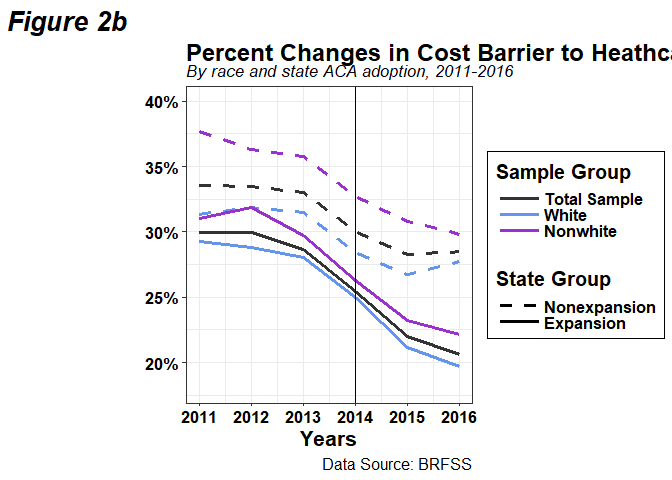 Figure 2b
Percent Changes in Cost Barrier to Heathca
By race and state ACA adoption, 2011-2016
40%
35%
30%
25%
20%
2011 2012 2013 2014 2015 2016
Years
Data Source: BRFSS
Sample Group
Total Sample
White
Nonwhite
State Group
Nonexpansion
Expansion